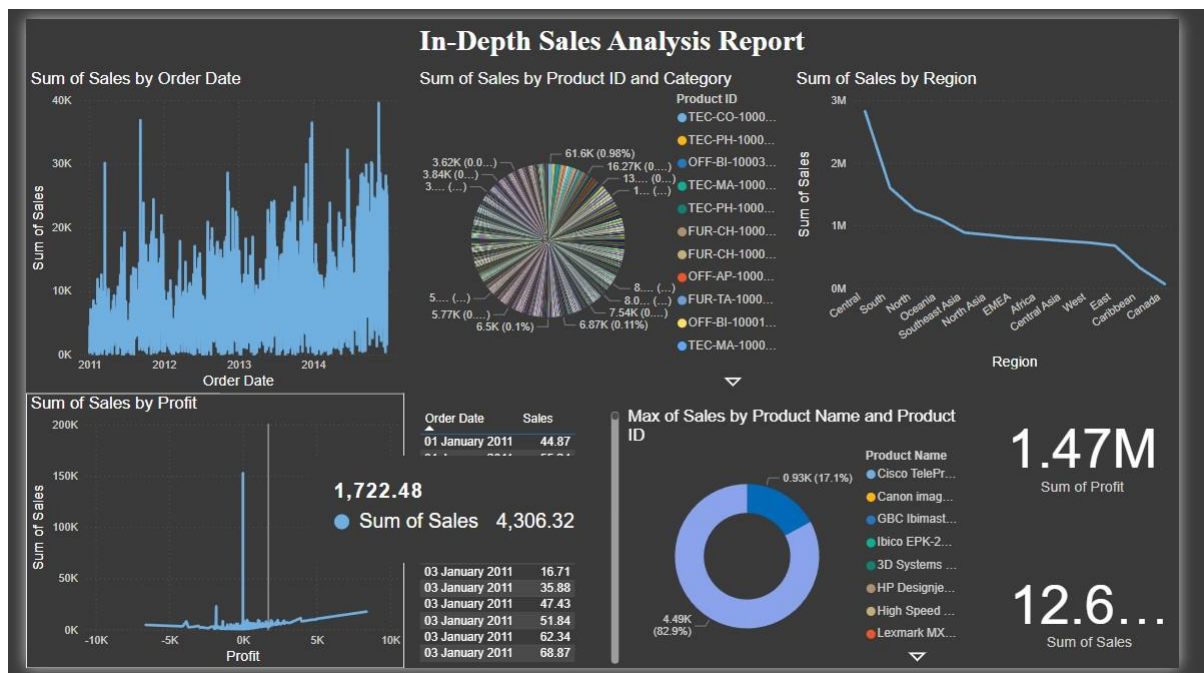 In-Depth Sales Analysis Report
Sum of Sales by Order Date
40K
30K
20K
10K
0K
Sum of Sales
2011
2012
2013
2014
Order Date
Sum of Sales by Product ID and Category
3.62K (0.0…)
3.84K (0.0…)
3.… (…)
5.… (…)
5.77K (0.…)
6.5K (0.1%)
61.6K (0.98%)
16.27K (0.…)
13.… (0…)
1… (…)
8.… (…)
8.0… (…)
7.54K (0.…)
6.87K (0.11%)
Product ID
TEC-CO-1000...
TEC-PH-1000...
OFF-BI-10003...
TEC-MA-1000...
TEC-PH-1000...
FUR-CH-1000...
FUR-CH-1000...
OFF-AP-1000...
FUR-TA-1000...
OFF-BI-10001...
TEC-MA-1000...
Sum of Sales by Region
3M
2M
1M
0M
Sum of Sales
Central
South
North
Oceania
Southeast Asia
North Asia
EMEA
Africa
Central Asia
West
East
Caribbean
Canada
Region
Sum of Sales by Profit
200K
150K
100K
50K
0K
Sum of Sales
-10K
-5K
0K
5K
10K
Profit
1,722.48
Sum of Sales 4,306.32
Order Date Sales
01 January 2011 44.87
03 January 2011 16.71
03 January 2011 35.88
03 January 2011 47.43
03 January 2011 51.84
03 January 2011 62.34
03 January 2011 68.87
Max of Sales by Product Name and Product
ID
0.93K (17.1%)
4.49K
(82.9%)
Product Name
Cisco TelePr...
Canon imag...
GBC Ibimast...
Ibico EPK-2...
3D Systems ...
HP Designje...
High Speed ...
Lexmark MX...
1.47M
Sum of Profit
12.6...
Sum of Sales